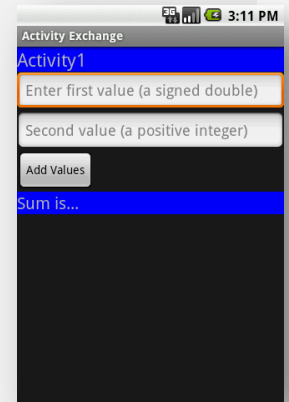 3G 3:11 PM
Activity Exchange
Activity1
Enter first value (a signed double)
Second value (a positive integer)
Add Values
Sum is...